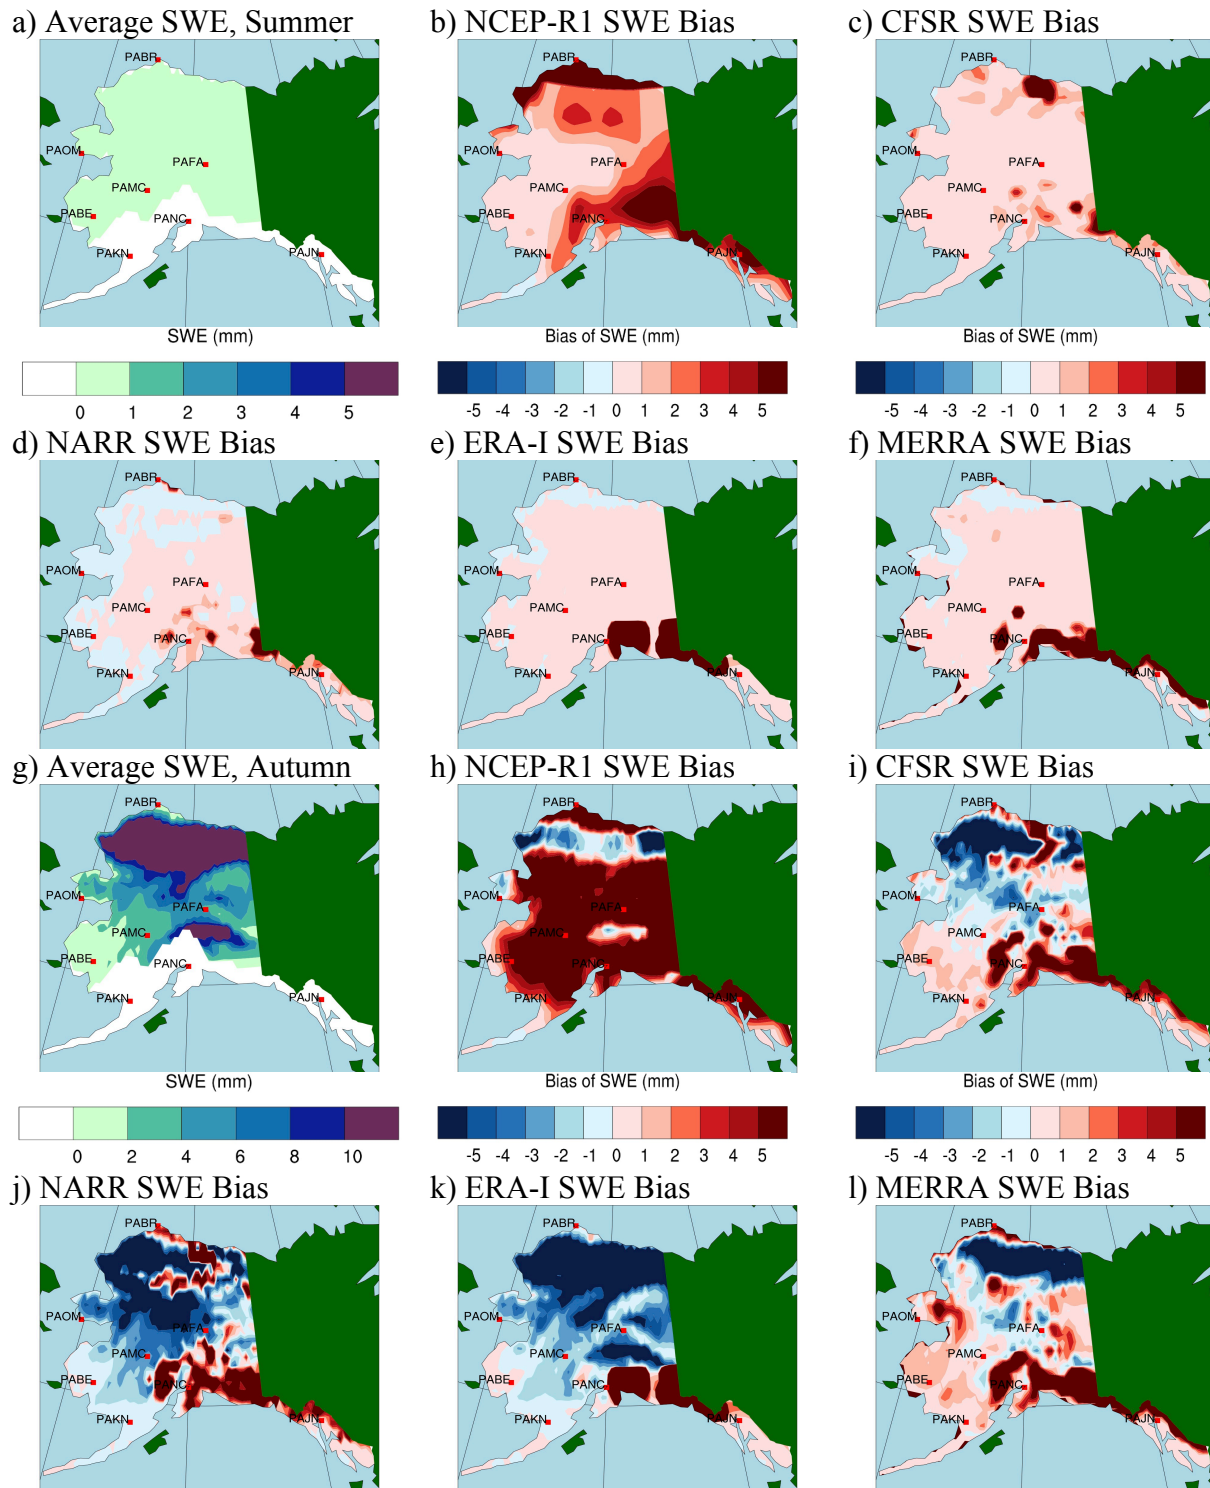 a) Average SWE, Summer
b) NCEP-R1 SWE Bias
c) CFSR SWE Bias
PABR
PAOM
PAFA
PAMC
PABE
PANC
PAKN
PAJN
PABR
PAOM
PAFA
PAMC
PABE
PANC
PAKN
PAJN
PABR
PAOM
PAFA
PAMC
PABE
PANC
PAKN
PAJN
SWE (mm)
Bias of SWE (mm)
Bias of SWE (mm)
0 1 2 3 4 5
-5 -4 -3 -2 -1 0 1 2 3 4 5
-5 -4 -3 -2 -1 0 1 2 3 4 5
d) NARR SWE Bias
e) ERA-I SWE Bias
f) MERRA SWE Bias
PABR
PAOM
PAFA
PAMC
PABE
PANC
PAKN
PAJN
PABR
PAOM
PAFA
PAMC
PABE
PANC
PAKN
PAJN
PABR
PAOM
PAFA
PAMC
PABE
PANC
PAKN
PAJN
g) Average SWE, Autumn
h) NCEP-R1 SWE Bias
i) CFSR SWE Bias
PABR
PAOM
PAFA
PAMC
PABE
PANC
PAKN
PAJN
PABR
PAOM
PAFA
PAMC
PABE
PANC
PAKN
PAJN
PABR
PAOM
PAFA
PAMC
PABE
PANC
PAKN
PAJN
SWE (mm)
Bias of SWE (mm)
Bias of SWE (mm)
0 2 4 6 8 10
-5 -4 -3 -2 -1 0 1 2 3 4 5
-5 -4 -3 -2 -1 0 1 2 3 4 5
j) NARR SWE Bias
k) ERA-I SWE Bias
l) MERRA SWE Bias
PABR
PAOM
PAFA
PAMC
PABE
PANC
PAKN
PAJN
PABR
PAOM
PAFA
PAMC
PABE
PANC
PAKN
PAJN
PABR
PAOM
PAFA
PAMC
PABE
PANC
PAKN
PAJN